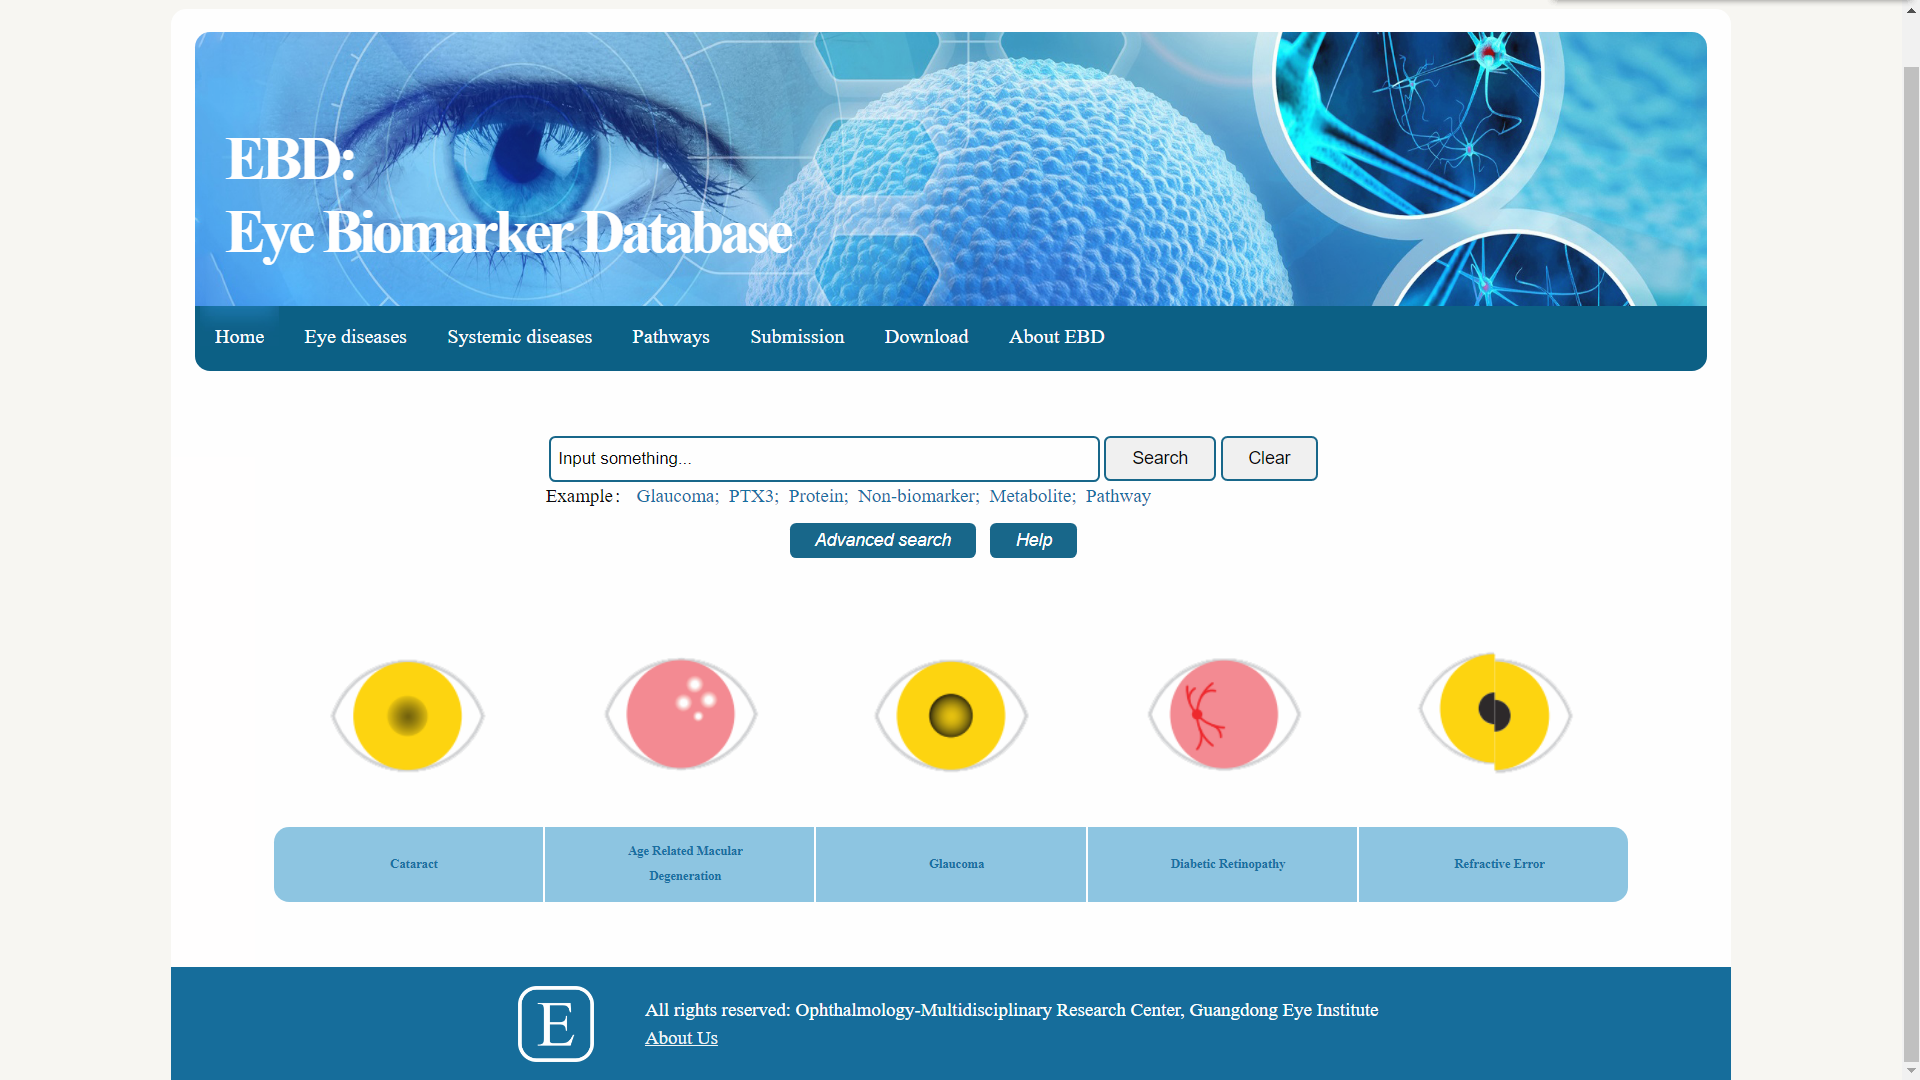 EBD:
Eye Biomarker Database
Home Eye diseases Systemic diseases Pathways Submission Download About EBD
Input something... Search Clear
Example: Glaucoma; PTX3; Protein; Non-biomarker; Metabolite; Pathway
Advanced search Help
Cataract
Age Related Macular
Degeneration
Glaucoma
Diabetic Retinopathy
Refractive Error
E
All rights reserved: Ophthalmology-Multidisciplinary Research Center, Guangdong Eye Institute
About Us